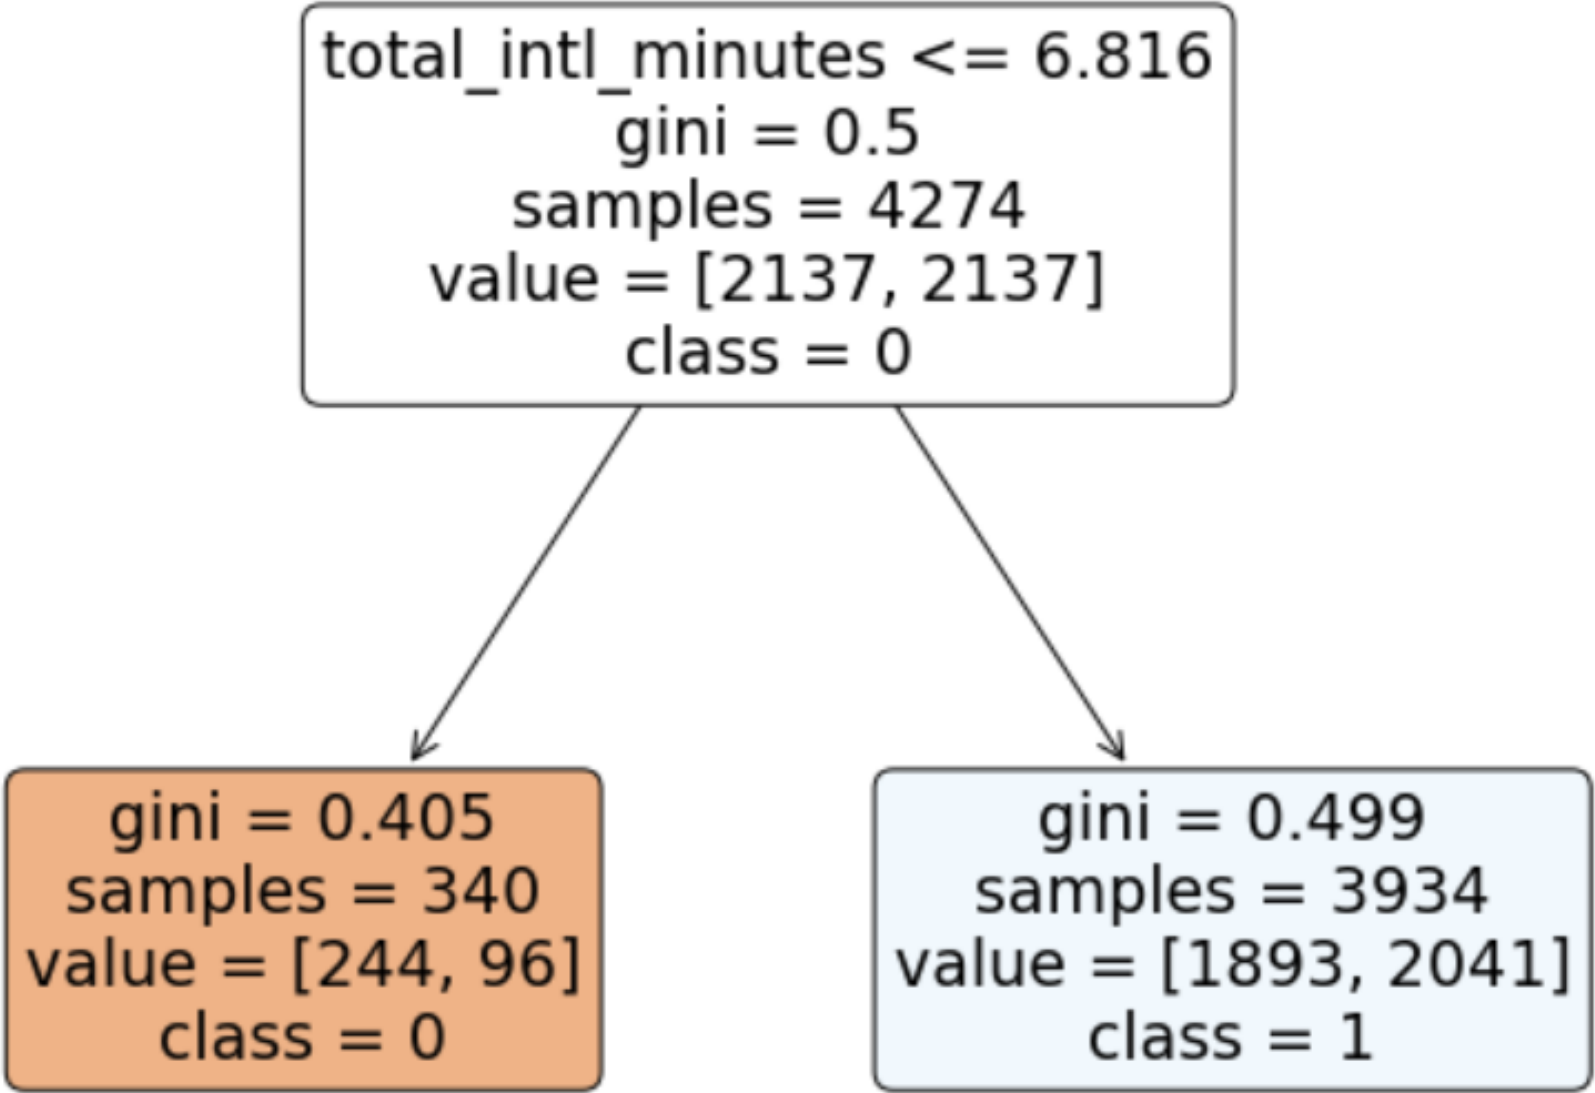 total_intl_minutes <= 6.816
gini = 0.5
samples = 4274
value = [2137, 2137]
class = 0
gini = 0.405
samples = 340
value = [244, 96]
class = 0
gini = 0.499
samples = 3934
value = [1893, 2041]
class = 1